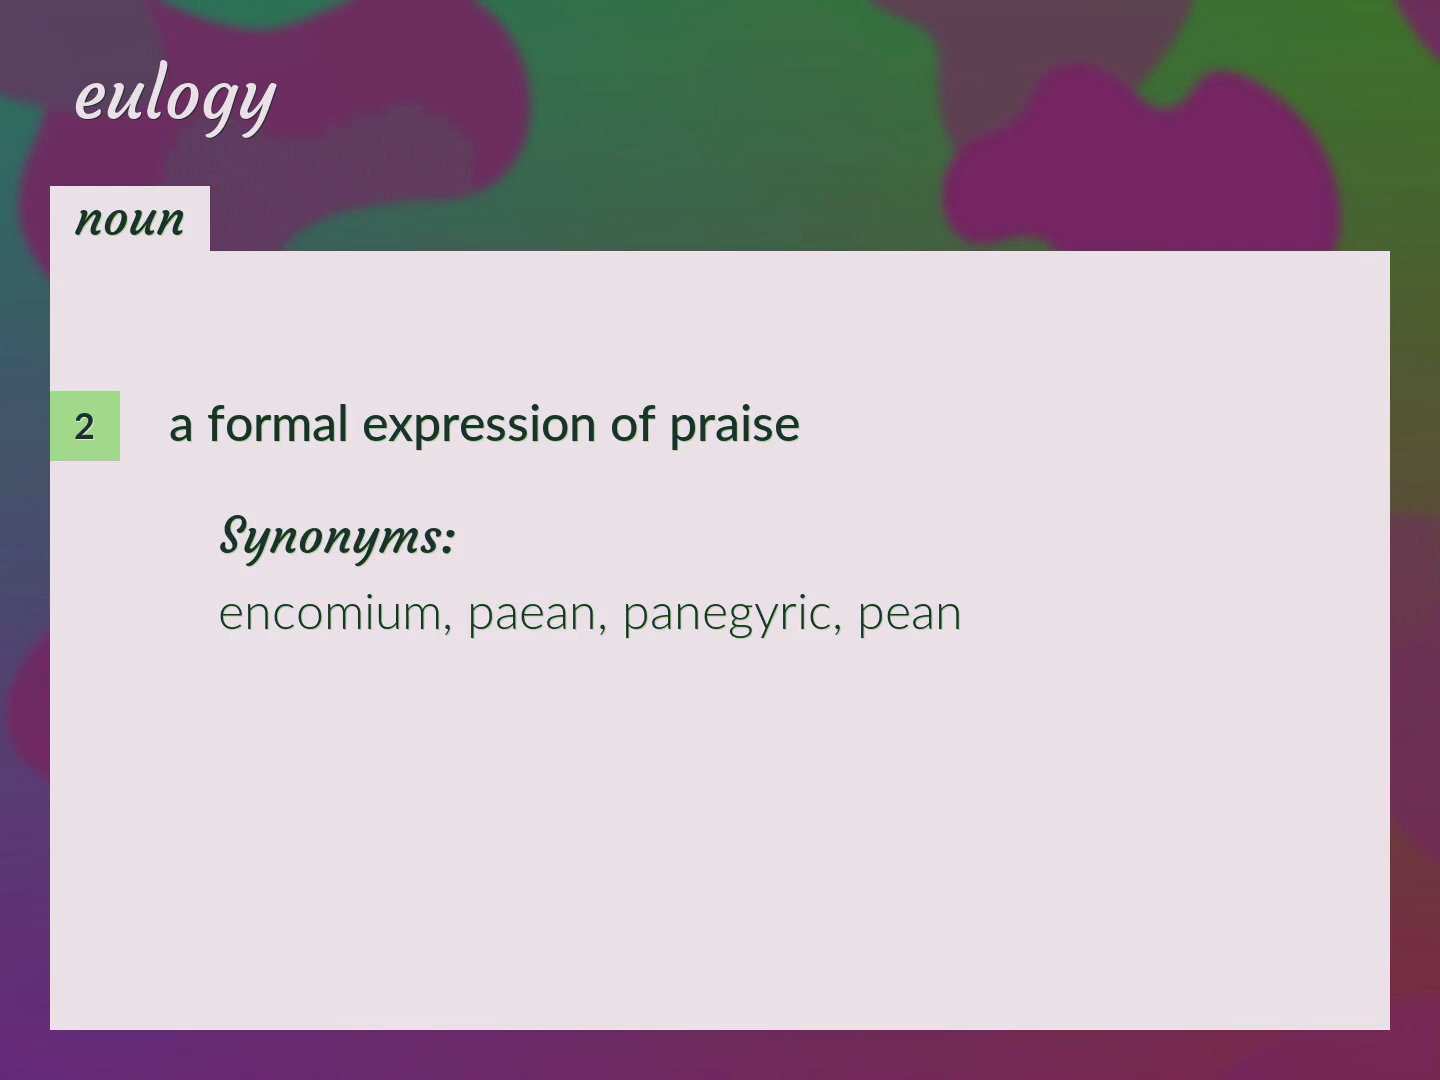 eulogy
noun
2 a formal expression of praise
Synonyms:
encomium, paean, panegyric, pean